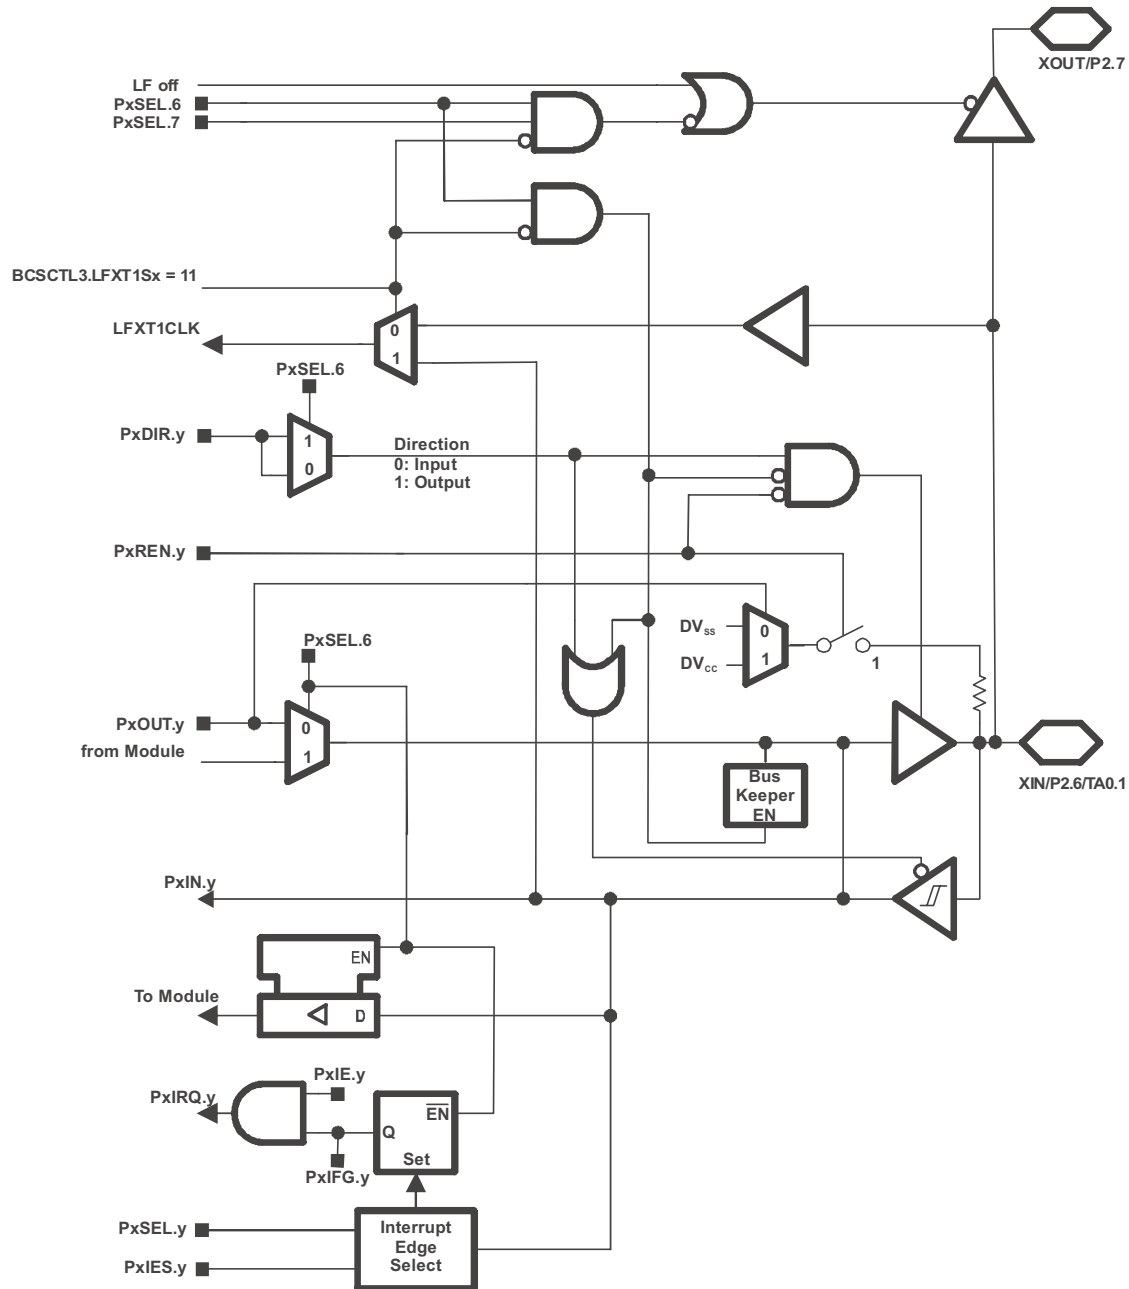 XOUT/P2.7
LF off
PxSEL.6
PxSEL.7
BCSCTL3.LFXT1Sx = 11
LFXT1CLK
0
1
PxSEL.6
PxDIR.y
1
0
Direction
0: Input
1: Output
PxREN.y
DVss
0
DVcc
1
1
PxSEL.6
PxOUT.y
0
from Module
1
Bus
Keeper
EN
XIN/P2.6/TA0.1
PxIN.y
EN
To Module
D
PxIE.y
PxIRQ.y
EN
Q
Set
PxIFG.y
PxSEL.y
Interrupt
Edge
Select
PxIES.y